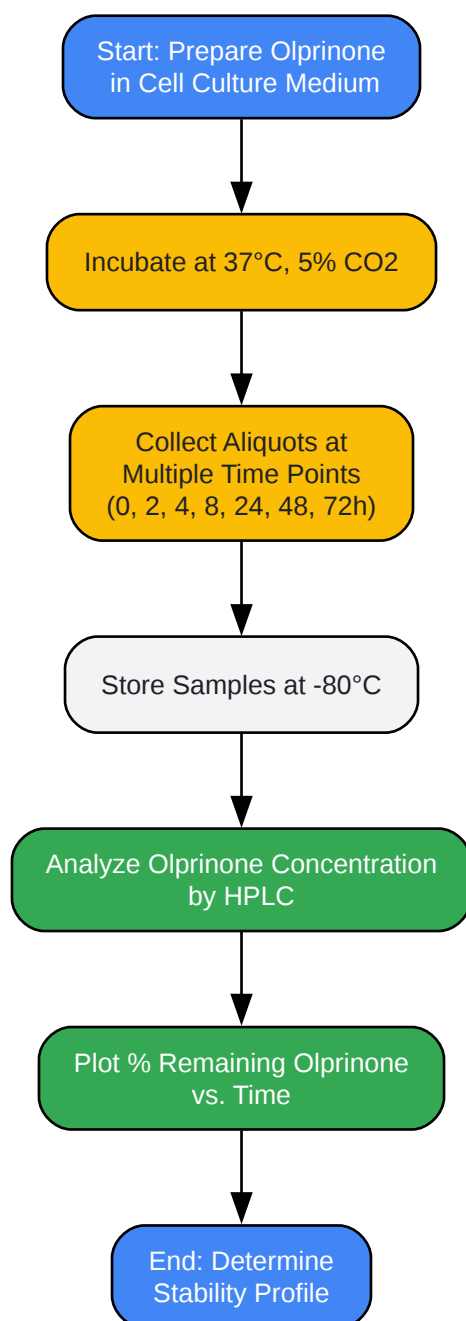 Start: Prepare Olprinone
in Cell Culture Medium
Incubate at 37°C, 5% CO2
Collect Aliquots at
Multiple Time Points
(0, 2, 4, 8, 24, 48, 72h)
Store Samples at -80°C
Analyze Olprinone Concentration
by HPLC
Plot % Remaining Olprinone
vs. Time
End: Determine
Stability Profile